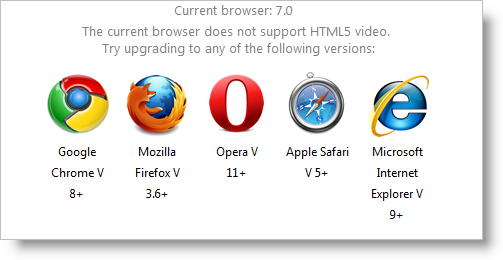 Current browser: 7.0
The current browser does not support HTML5 video.
Try upgrading to any of the following versions:
Google
Chrome V
8+
Mozilla
Firefox V
3.6+
Opera V
11+
Apple Safari
V 5+
Microsoft
Internet
Explorer V
9+